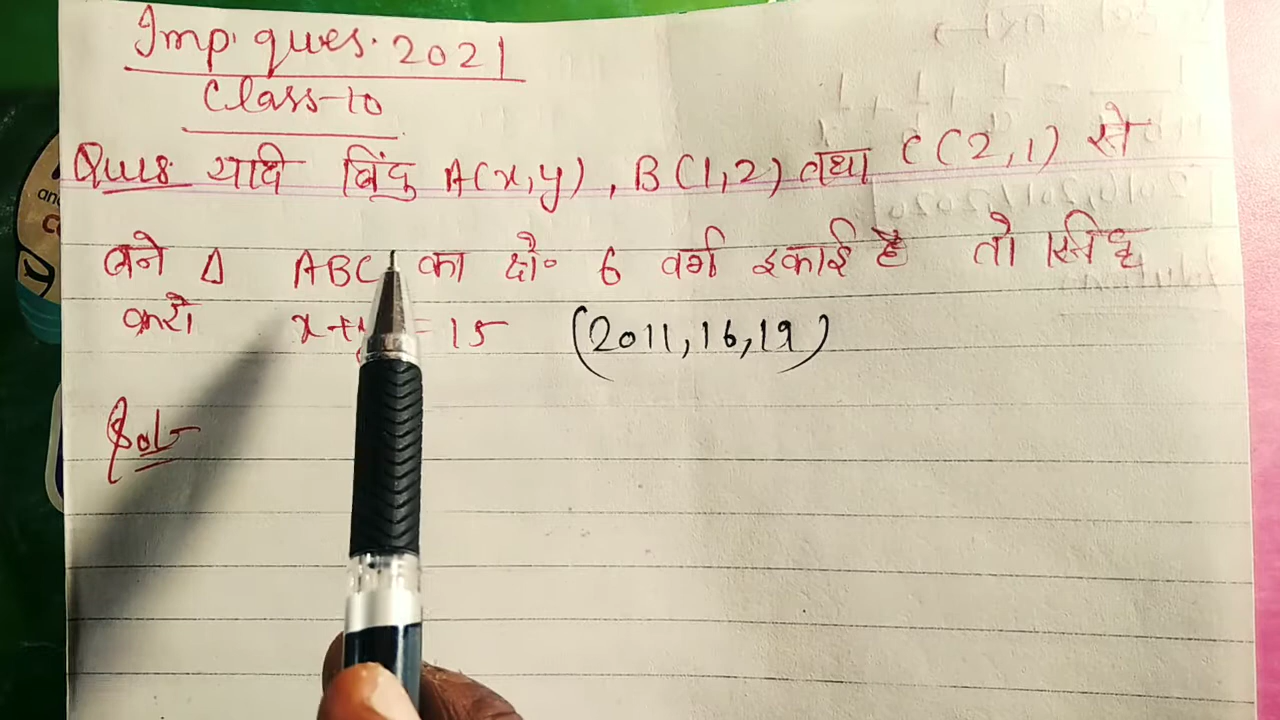 Imp. ques. 2021
Class-10
Ques. यदि बिंदु A(x,y), B(1,2) तथा C(2,1) से
बने Δ ABC का क्षे० 6 वर्ग इकाई है तो सिद्ध
करो x+y = 15 (2011,16,19)
Sol-